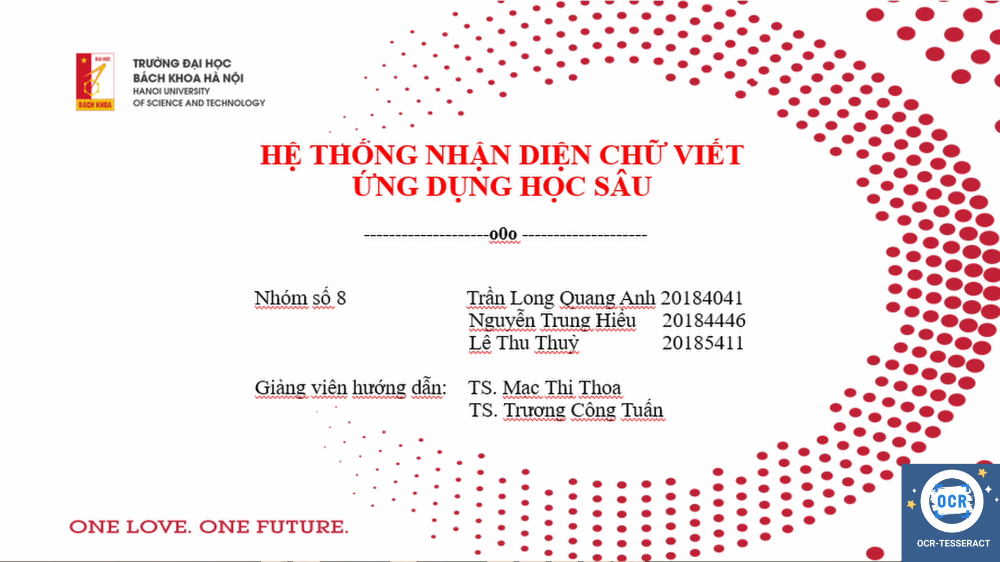 ĐẠI HỌC
BÁCH KHOA
TRƯỜNG ĐẠI HỌC
BÁCH KHOA HÀ NỘI
HANOI UNIVERSITY
OF SCIENCE AND TECHNOLOGY
HỆ THỐNG NHẬN DIỆN CHỮ VIẾT
ỨNG DỤNG HỌC SÂU
--------------------o0o --------------------
Nhóm số 8 Trần Long Quang Anh 20184041
Nguyễn Trung Hiếu 20184446
Lê Thu Thuỷ 20185411
Giảng viên hướng dẫn: TS. Mạc Thị Thoa
TS. Trương Công Tuấn
ONE LOVE. ONE FUTURE.
OCR
OCR-TESSERACT